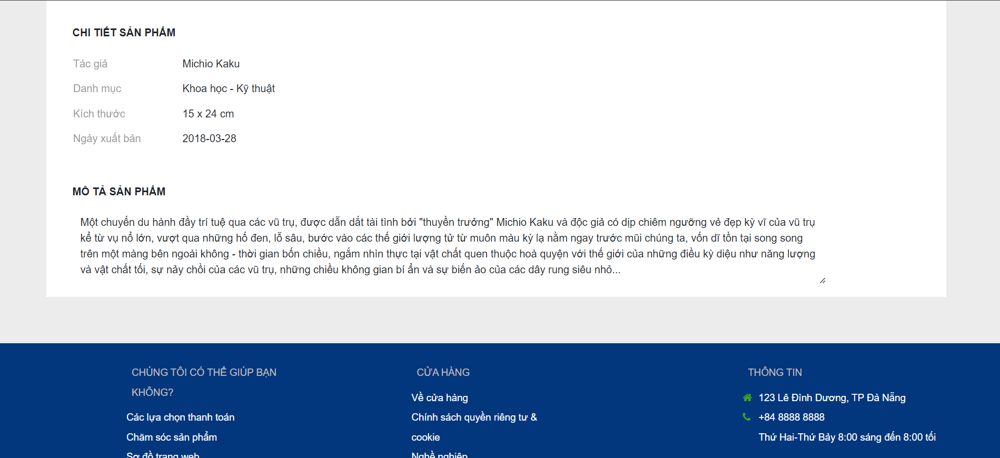 CHI TIẾT SẢN PHẨM
Tác giả Michio Kaku
Danh mục Khoa học - Kỹ thuật
Kích thước 15 x 24 cm
Ngày xuất bản 2018-03-28
MÔ TẢ SẢN PHẨM
Một chuyến du hành đầy trí tuệ qua các vũ trụ, được dẫn dắt tài tình bởi "thuyền trưởng" Michio Kaku và độc giả có dịp chiêm ngưỡng vẻ đẹp kỳ vĩ của vũ trụ
kể từ vụ nổ lớn, vượt qua những hố đen, lỗ sâu, bước vào các thế giới lượng tử từ muôn màu kỳ lạ nằm ngay trước mũi chúng ta, vốn dĩ tồn tại song song
trên một màng bên ngoài không - thời gian bốn chiều, ngắm nhìn thực tại vật chất quen thuộc hoà quyện với thế giới của những điều kỳ diệu như năng lượng
và vật chất tối, sự nảy chồi của các vũ trụ, những chiều không gian bí ẩn và sự biến ảo của các dây rung siêu nhỏ...
CHÚNG TÔI CÓ THỂ GIÚP BẠN
KHÔNG?
Các lựa chọn thanh toán
Chăm sóc sản phẩm
Sơ đồ trang web
CỬA HÀNG
Về cửa hàng
Chính sách quyền riêng tư &
cookie
Nghề nghiệp
THÔNG TIN
123 Lê Đình Dương, TP Đà Nẵng
+84 8888 8888
Thứ Hai-Thứ Bảy 8:00 sáng đến 8:00 tối